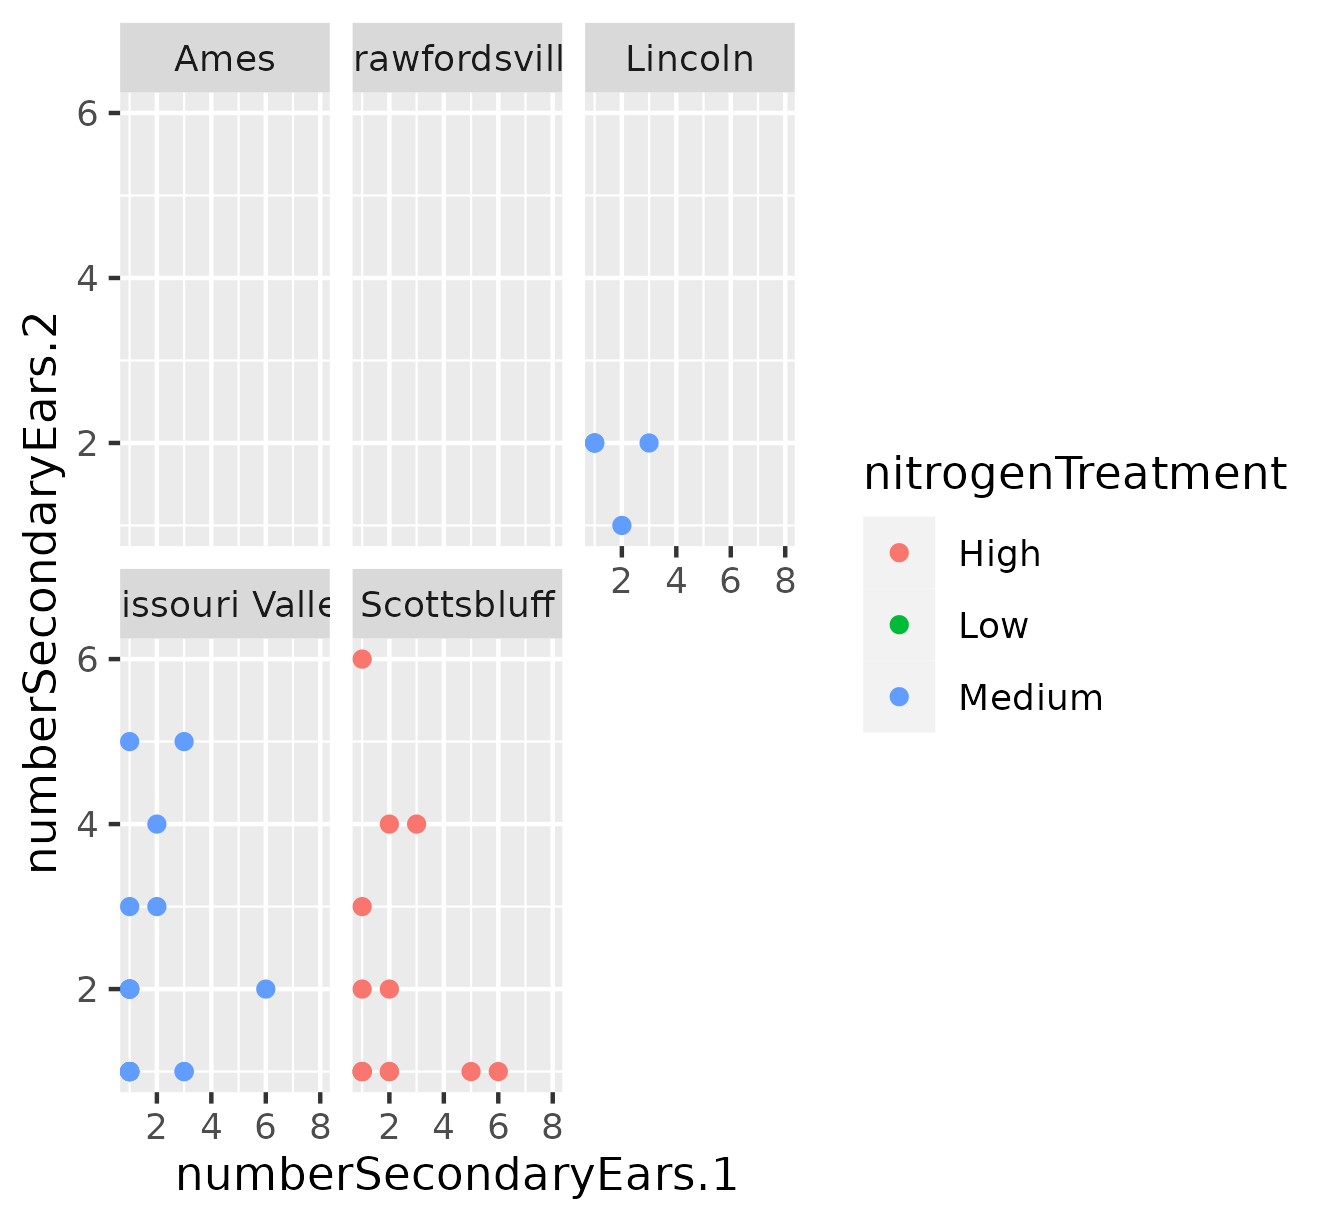 Ames
rawfordsvill
Lincoln
6
4
2
2 4 6 8
issouri Valle
Scottsbluff
6
4
2
2 4 6 8
2 4 6 8
numberSecondaryEars.1
numberSecondaryEars.2
nitrogenTreatment
High
Low
Medium